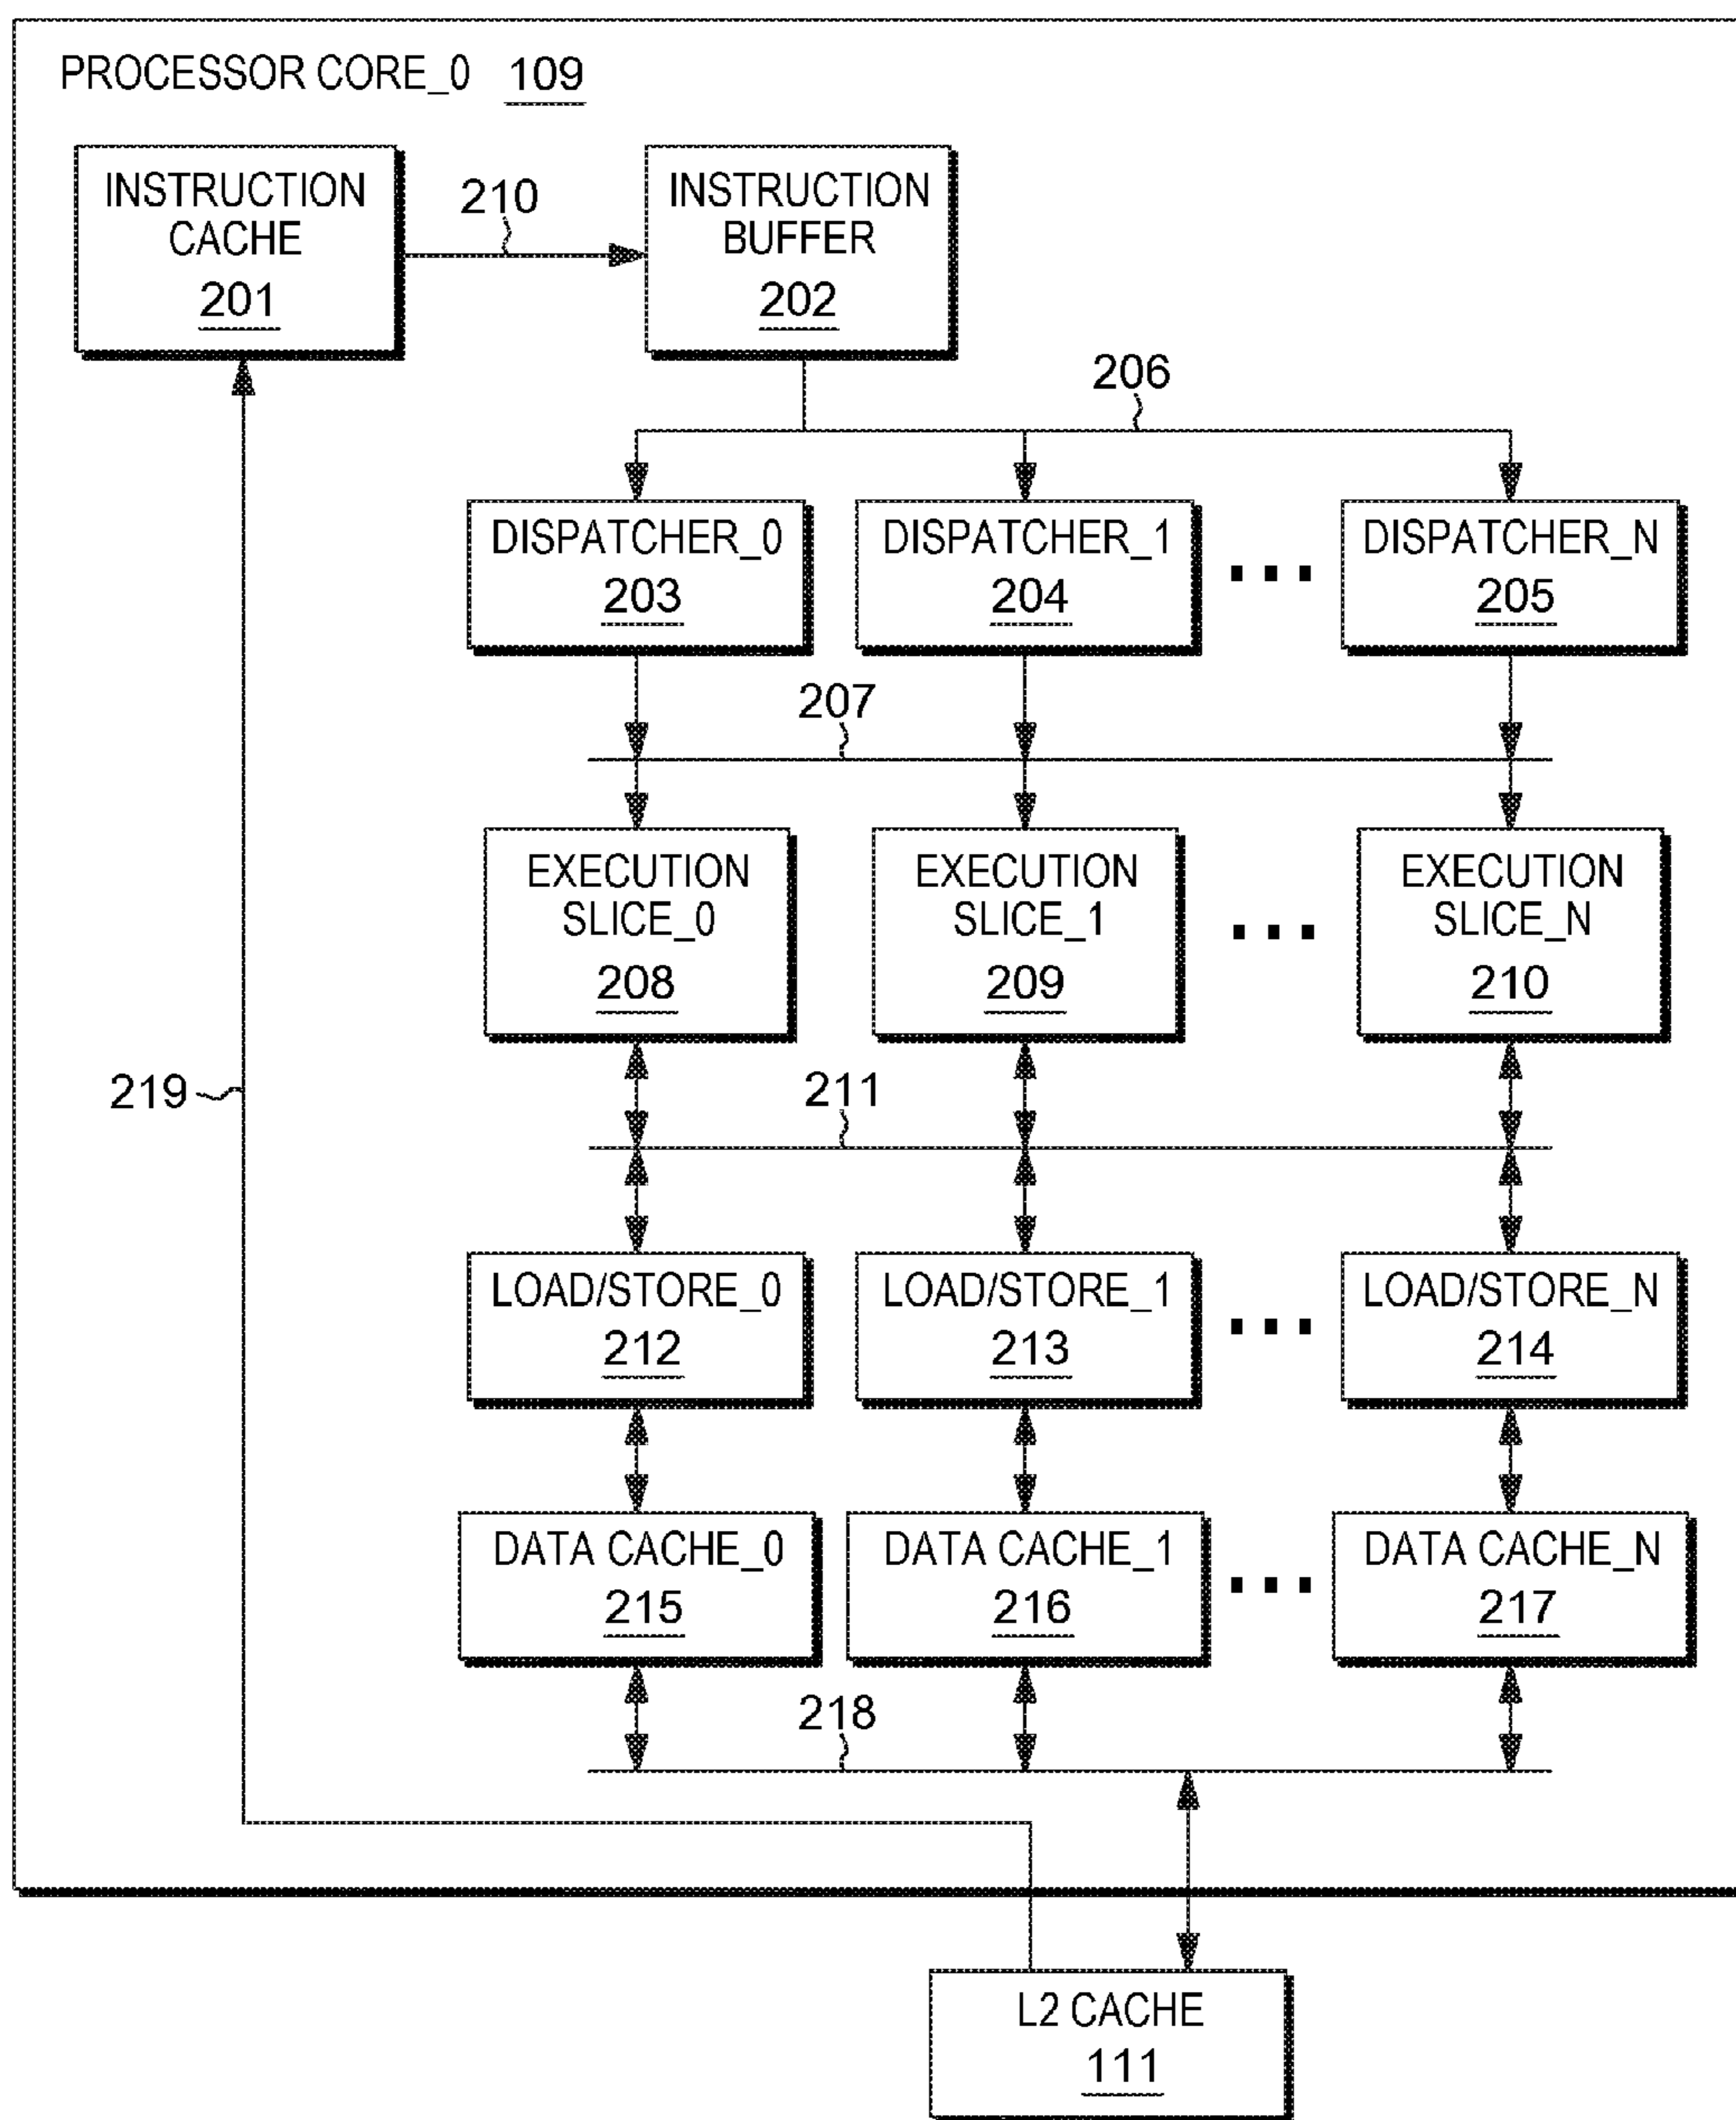 PROCESSOR CORE_0 109
INSTRUCTION
CACHE
201
210
INSTRUCTION
BUFFER
202
206
DISPATCHER_0
203
DISPATCHER_1
204
DISPATCHER_N
205
207
EXECUTION
SLICE_0
208
EXECUTION
SLICE_1
209
EXECUTION
SLICE_N
210
219
211
LOAD/STORE_0
212
LOAD/STORE_1
213
LOAD/STORE_N
214
DATA CACHE_0
215
DATA CACHE_1
216
DATA CACHE_N
217
218
L2 CACHE
111